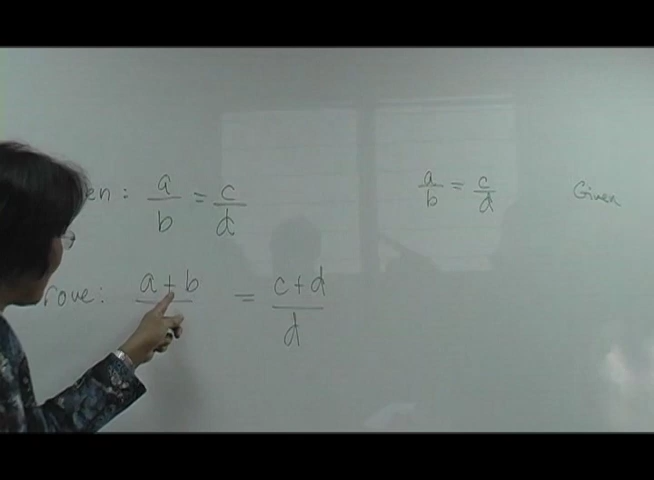 en: a/b = c/d
rove: a+b = c+d/d
a/b = c/d Given